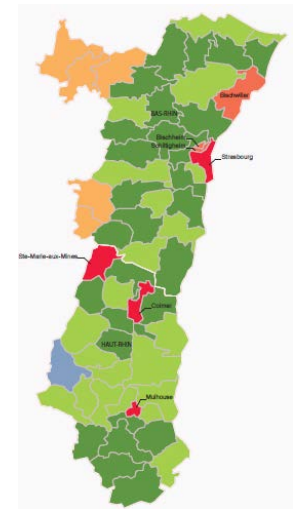 Bischwiller
BAS-RHIN
Bischheim
Schiltigheim
Strasbourg
Ste-Marie-aux-Mines
Colmar
HAUT-RHIN
Mulhouse